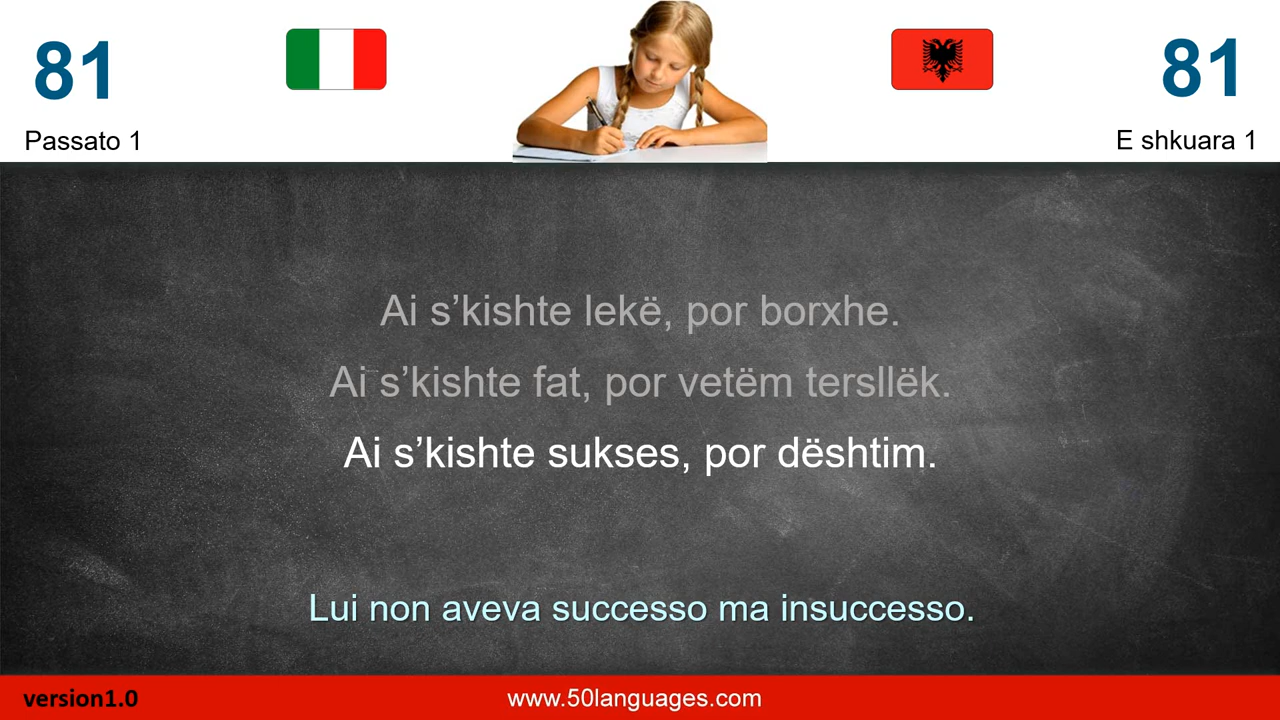 81
81
Passato 1
E shkuara 1
Ai s’kishte lekë, por borxhe.
Ai s’kishte fat, por vetëm tersllëk.
Ai s’kishte sukses, por dështim.
Lui non aveva successo ma insuccesso.
version1.0
www.50languages.com